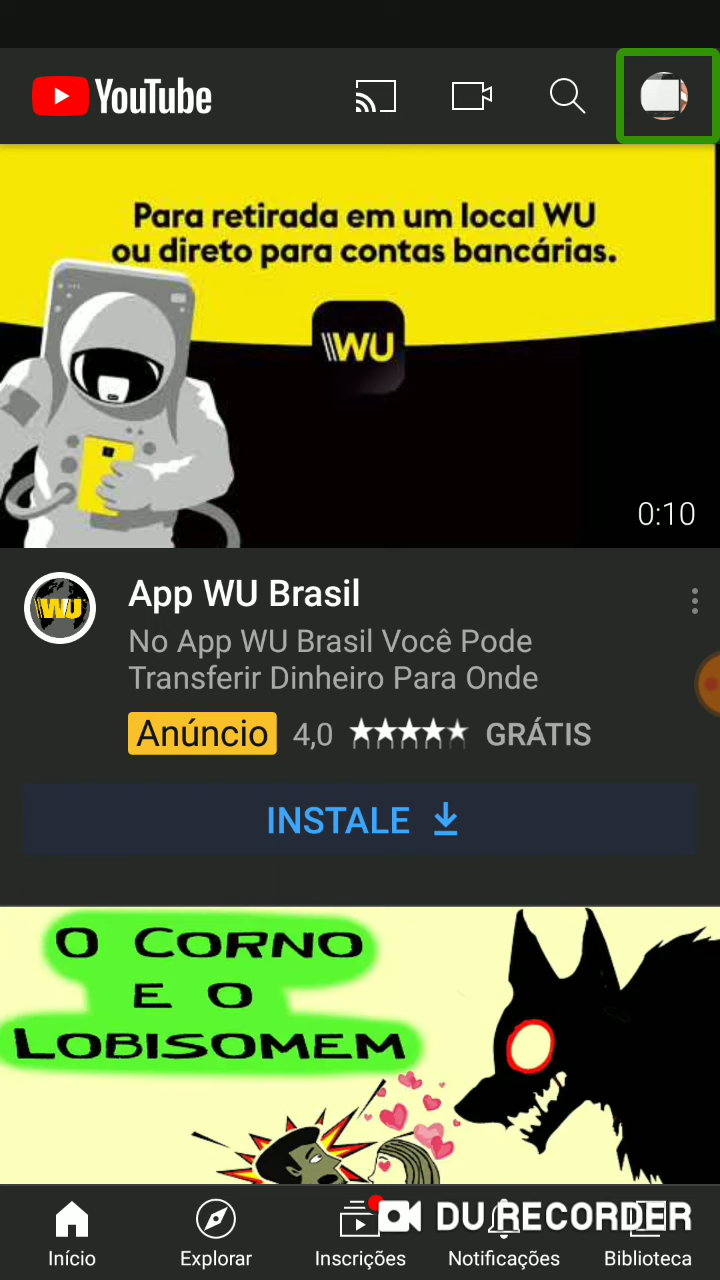 YouTube
Para retirada em um local WU
ou direto para contas bancárias.
WU
0:10
WU
App WU Brasil
No App WU Brasil Você Pode
Transferir Dinheiro Para Onde
Anúncio 4,0 GRÁTIS
INSTALE
O CORNO
E O
LOBISOMEM
DU RECORDER
Início Explorar Inscrições Notificações Biblioteca